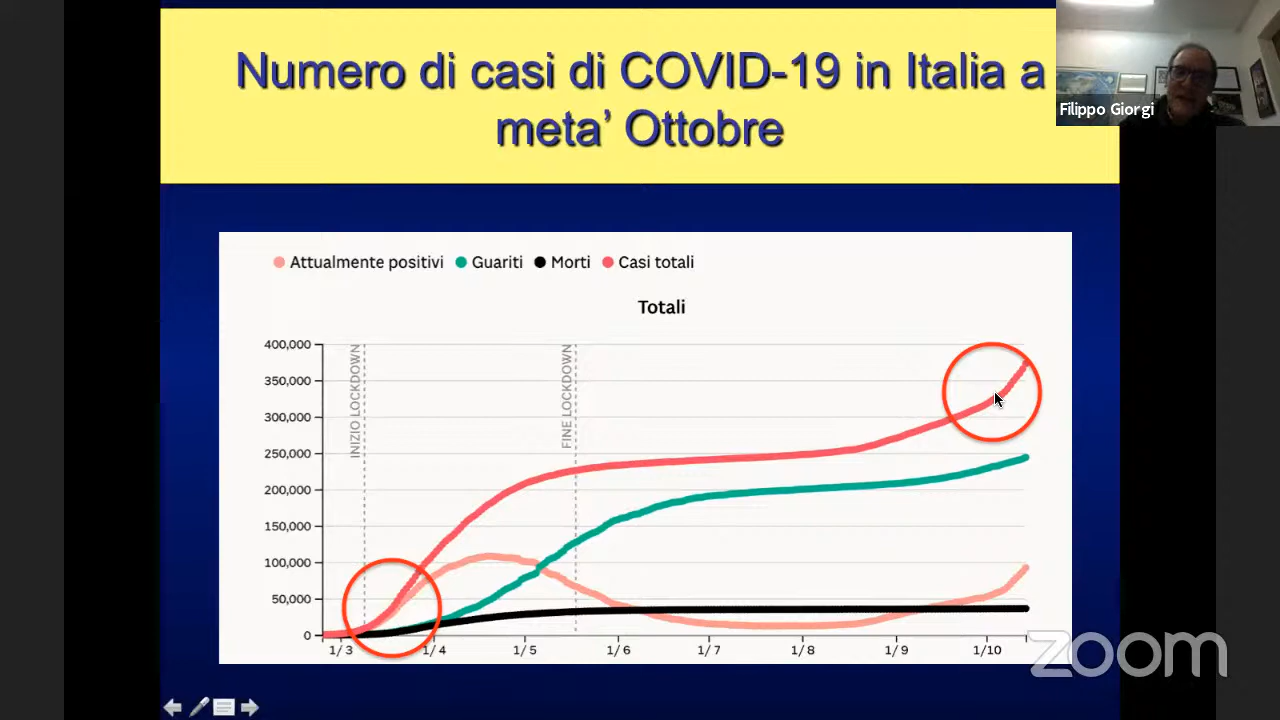 Numero di casi di COVID-19 in Italia a
meta’ Ottobre
Filippo Giorgi
Attualmente positivi Guariti Morti Casi totali
Totali
400,000
350,000
300,000
250,000
200,000
150,000
100,000
50,000
0
INIZIO LOCKDOWN
FINE LOCKDOWN
1/3 1/4 1/5 1/6 1/7 1/8 1/9 1/10
zoom